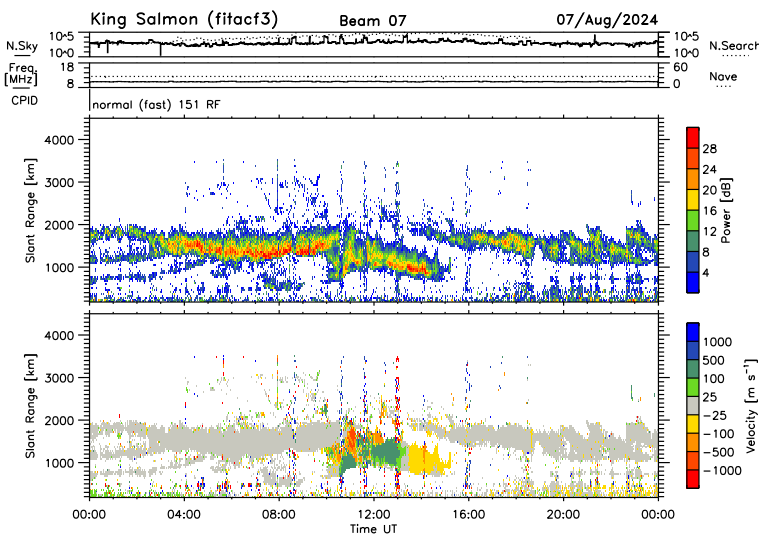 King Salmon (fitacf3) Beam 07 07/Aug/2024
N.Sky 10^5 10^0 10^5 10^0 N.Search
Freq. [MHz] 18 8 60 0 Nave
CPID normal (fast) 151 RF
Slant Range [km] 4000 3000 2000 1000
Power [dB] 28 24 20 16 12 8 4
Slant Range [km] 4000 3000 2000 1000
Velocity [m s^-1] 1000 500 100 25 -25 -100 -500 -1000
00:00 04:00 08:00 12:00 16:00 20:00 00:00
Time UT